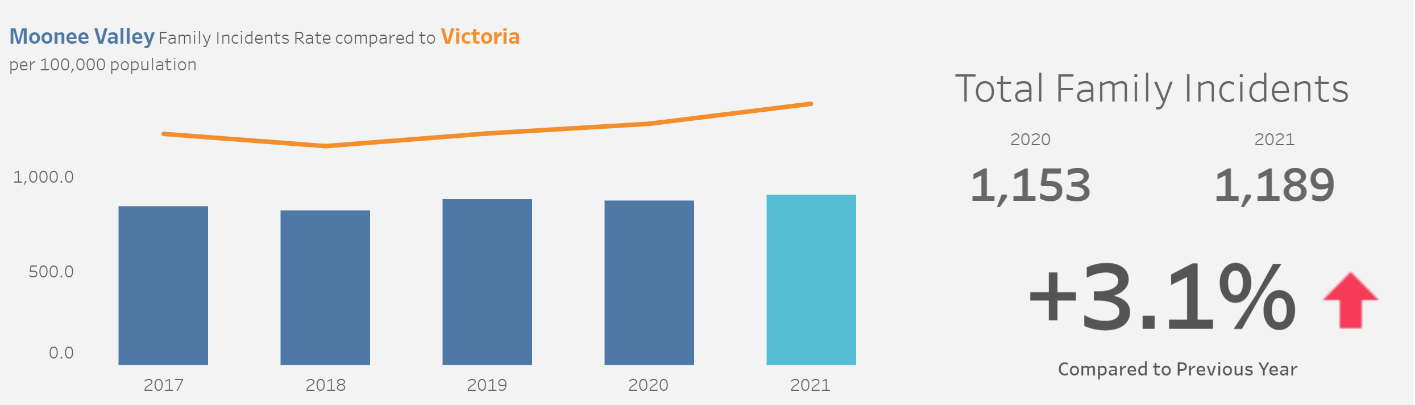 Moonee Valley Family Incidents Rate compared to Victoria
per 100,000 population
1,000.0
500.0
0.0
2017 2018 2019 2020 2021
Total Family Incidents
2020 2021
1,153 1,189
+3.1%
Compared to Previous Year